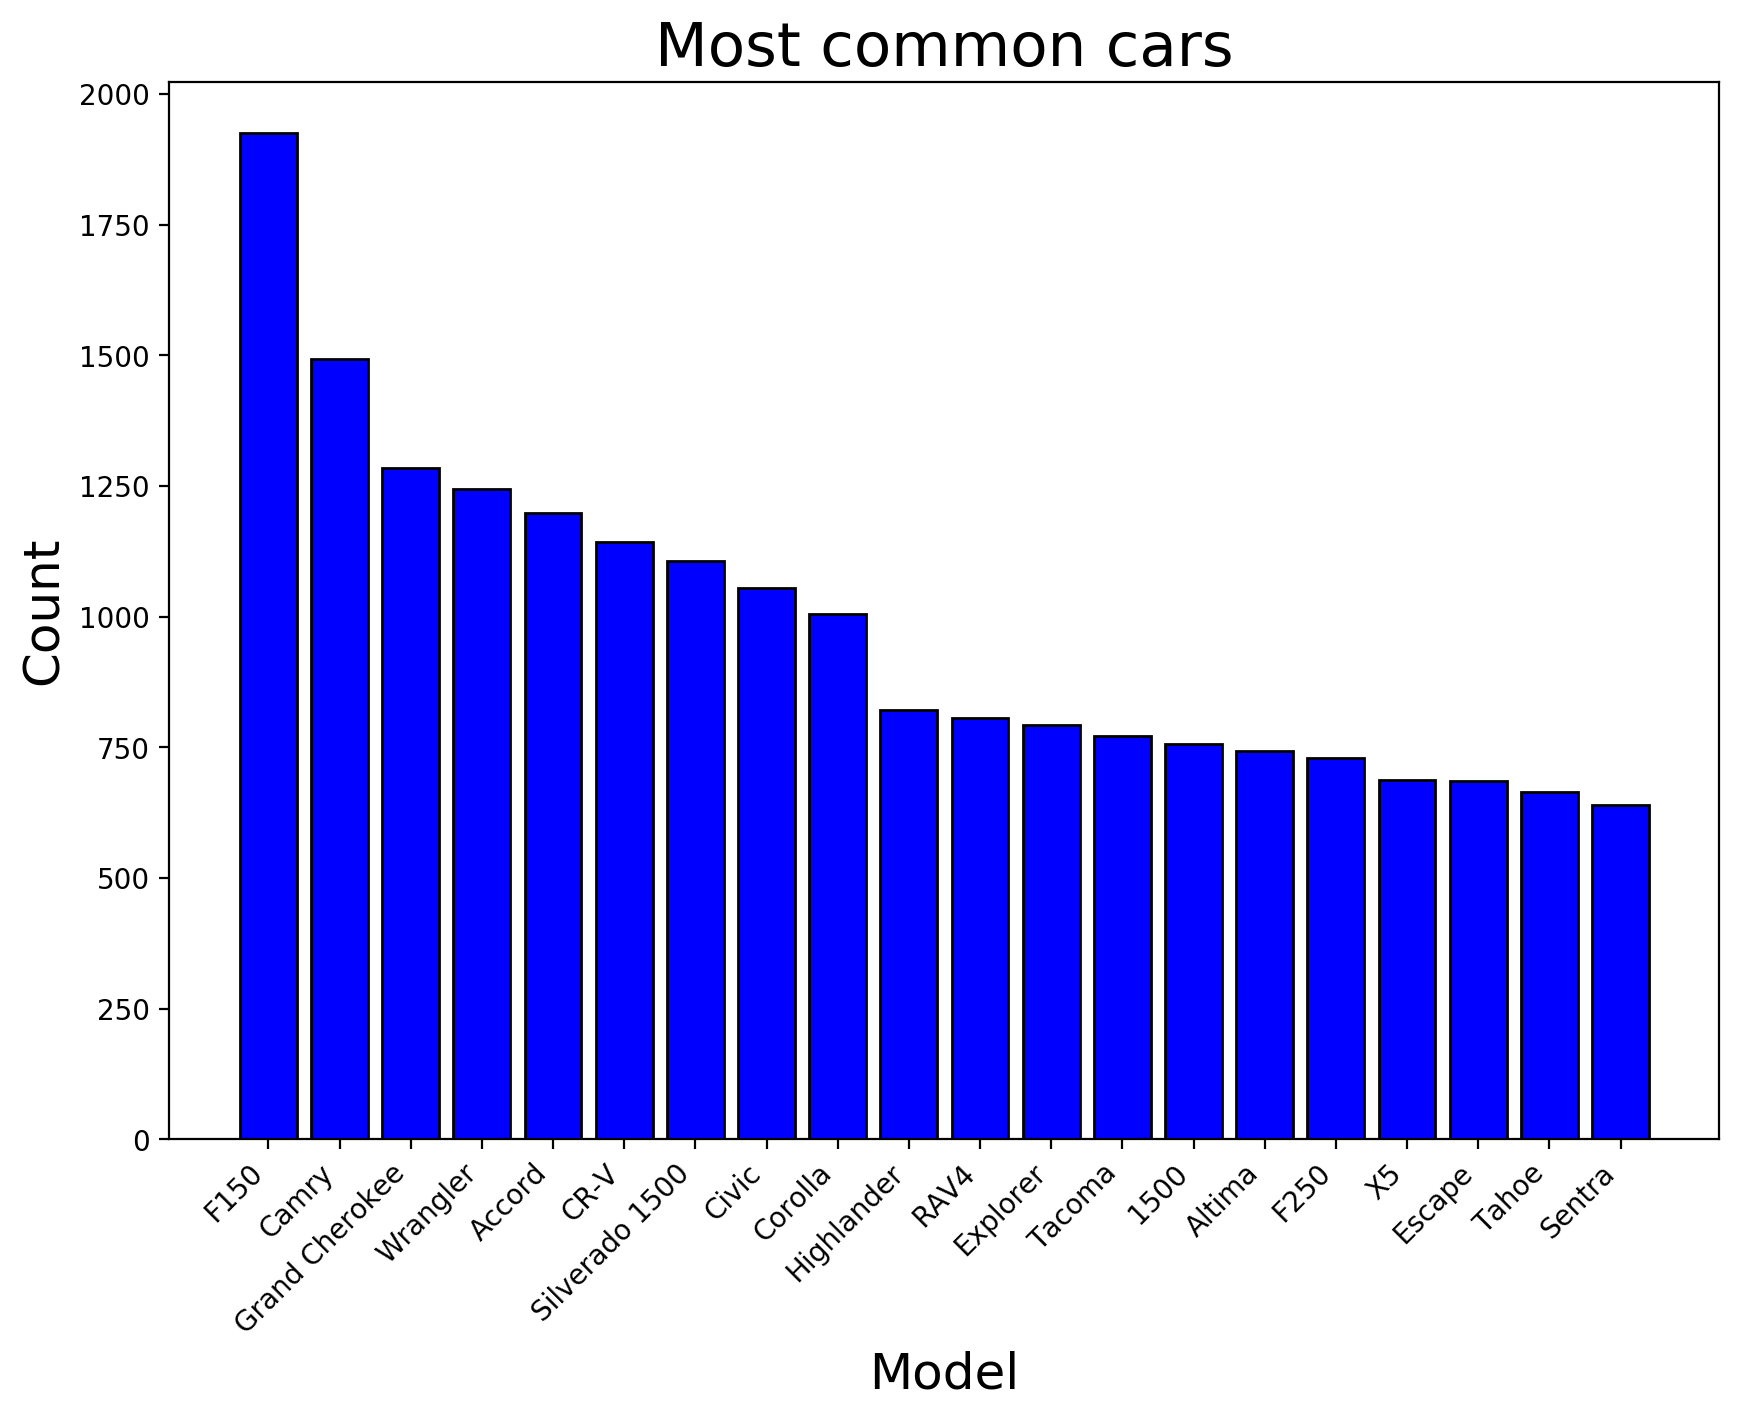 Most common cars
2000
1750
1500
1250
1000
750
500
250
0
Count
F150
Camry
Grand Cherokee
Wrangler
Accord
CR-V
Silverado 1500
Civic
Corolla
Highlander
RAV4
Explorer
Tacoma
1500
Altima
F250
X5
Escape
Tahoe
Sentra
Model